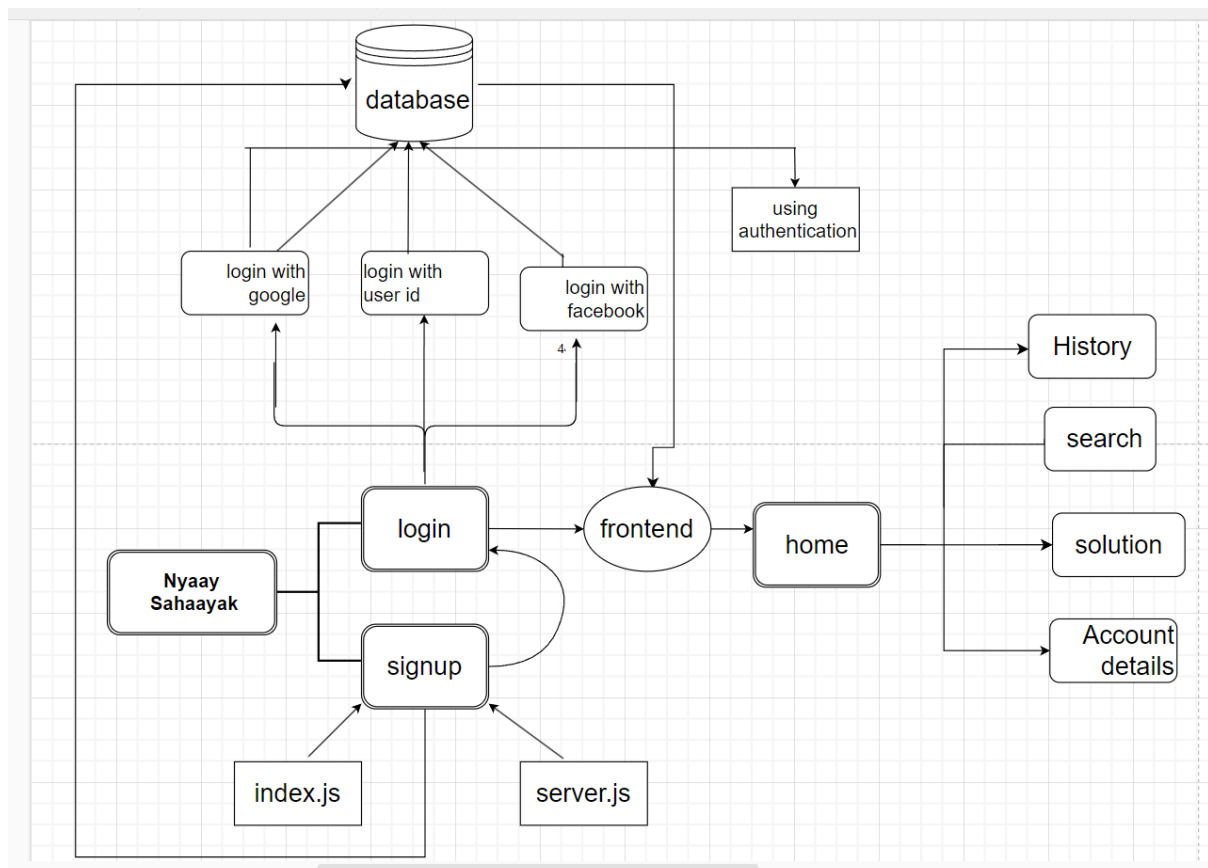 database
using
authentication
login with
google
login with
user id
login with
facebook
4
History
search
login
frontend
home
solution
Nyaay
Sahaayak
signup
Account
details
index.js
server.js